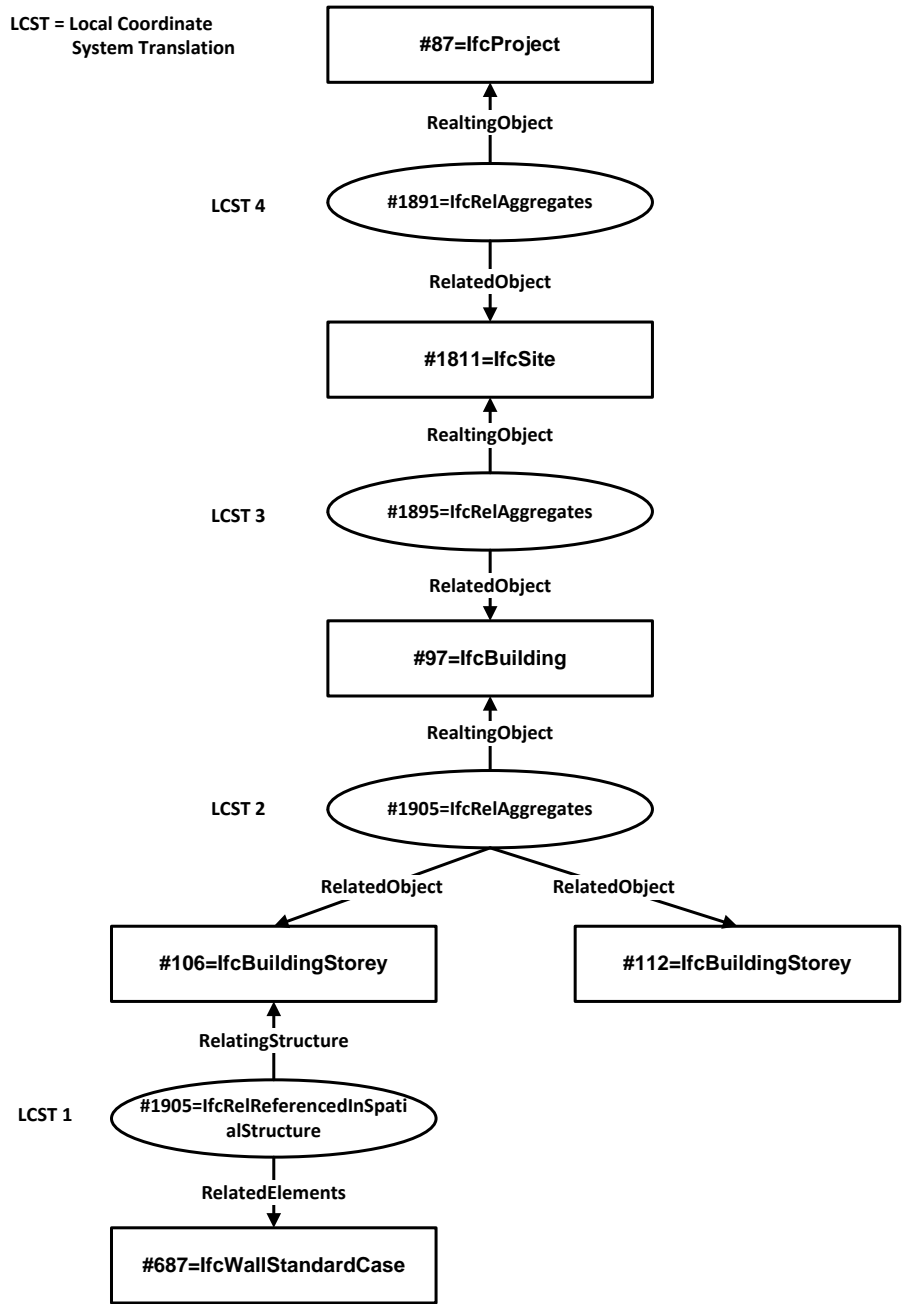 LCST = Local Coordinate
System Translation
#87=IfcProject
RealtingObject
LCST 4
#1891=IfcRelAggregates
RelatedObject
#1811=IfcSite
RealtingObject
LCST 3
#1895=IfcRelAggregates
RelatedObject
#97=IfcBuilding
RealtingObject
LCST 2
#1905=IfcRelAggregates
RelatedObject
RelatedObject
#106=IfcBuildingStorey
#112=IfcBuildingStorey
RelatingStructure
LCST 1
#1905=IfcRelReferencedInSpati
alStructure
RelatedElements
#687=IfcWallStandardCase